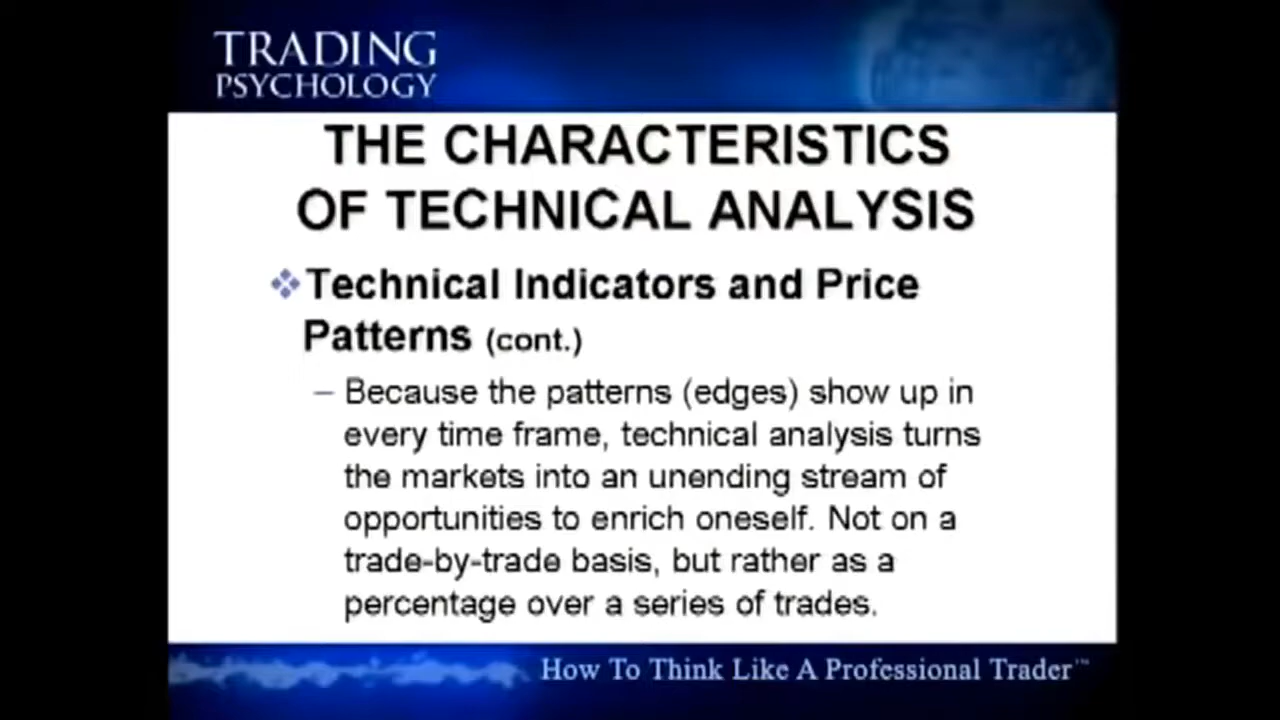 TRADING
PSYCHOLOGY
THE CHARACTERISTICS
OF TECHNICAL ANALYSIS
❖Technical Indicators and Price
Patterns (cont.)
– Because the patterns (edges) show up in
every time frame, technical analysis turns
the markets into an unending stream of
opportunities to enrich oneself. Not on a
trade-by-trade basis, but rather as a
percentage over a series of trades.
How To Think Like A Professional Trader™